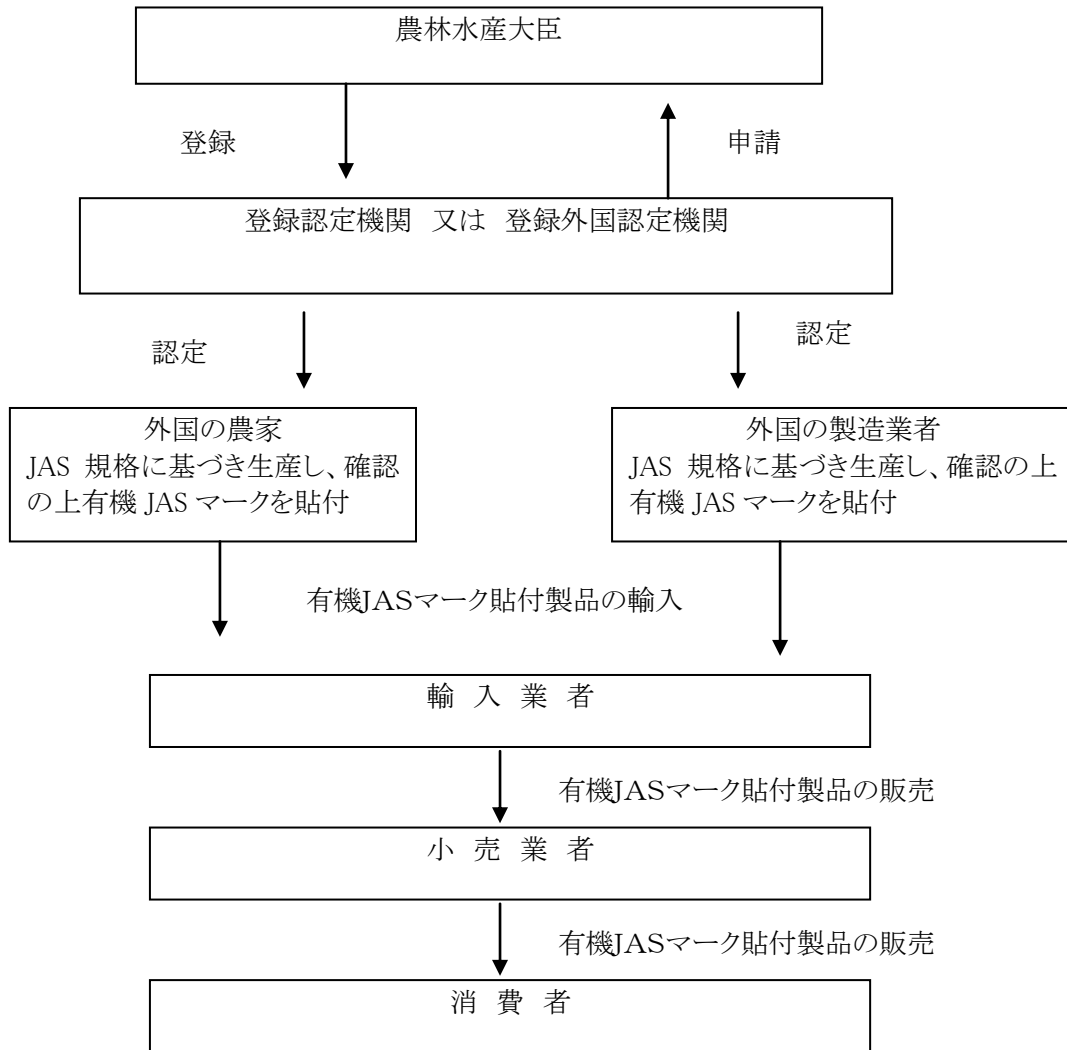 農林水産大臣
登録
申請
登録認定機関 又は 登録外国認定機関
認定
認定
外国の農家
JAS 規格に基づき生産し、確認
の上有機 JAS マークを貼付
外国の製造業者
JAS 規格に基づき生産し、確認の上
有機 JAS マークを貼付
有機JASマーク貼付製品の輸入
輸 入 業 者
有機JASマーク貼付製品の販売
小 売 業 者
有機JASマーク貼付製品の販売
消 費 者